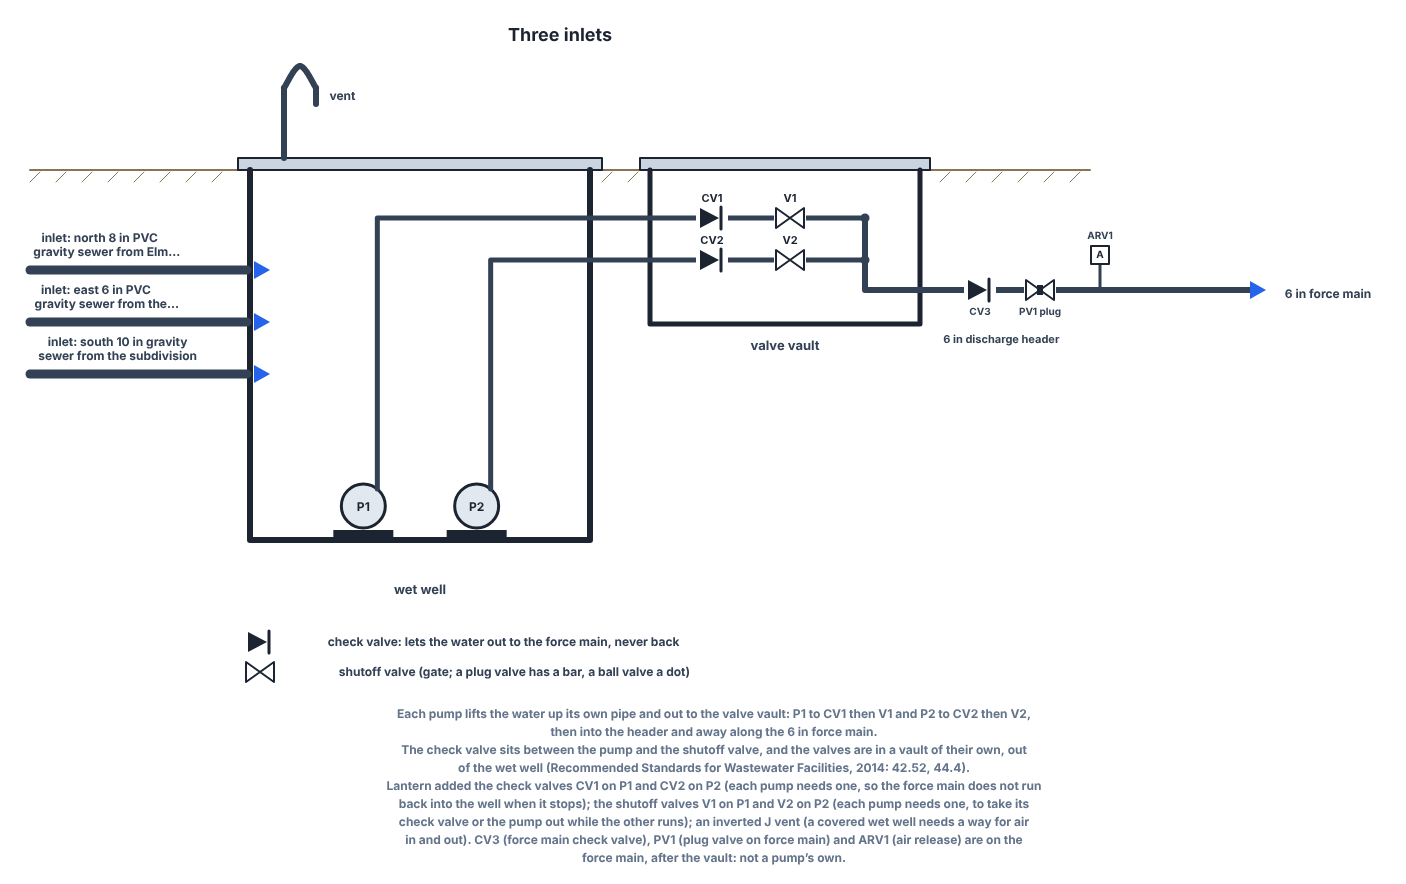 Three inlets
vent
CV1
V1
CV2
V2
inlet: north 8 in PVC
gravity sewer from Elm...
inlet: east 6 in PVC
gravity sewer from the...
inlet: south 10 in gravity
sewer from the subdivision
ARV1
A
6 in force main
CV3
PV1 plug
6 in discharge header
valve vault
P1
P2
wet well
check valve: lets the water out to the force main, never back
shutoff valve (gate; a plug valve has a bar, a ball valve a dot)
Each pump lifts the water up its own pipe and out to the valve vault: P1 to CV1 then V1 and P2 to CV2 then V2,
then into the header and away along the 6 in force main.
The check valve sits between the pump and the shutoff valve, and the valves are in a vault of their own, out
of the wet well (Recommended Standards for Wastewater Facilities, 2014: 42.52, 44.4).
Lantern added the check valves CV1 on P1 and CV2 on P2 (each pump needs one, so the force main does not run
back into the well when it stops); the shutoff valves V1 on P1 and V2 on P2 (each pump needs one, to take its
check valve or the pump out while the other runs); an inverted J vent (a covered wet well needs a way for air
in and out). CV3 (force main check valve), PV1 (plug valve on force main) and ARV1 (air release) are on the
force main, after the vault: not a pump's own.